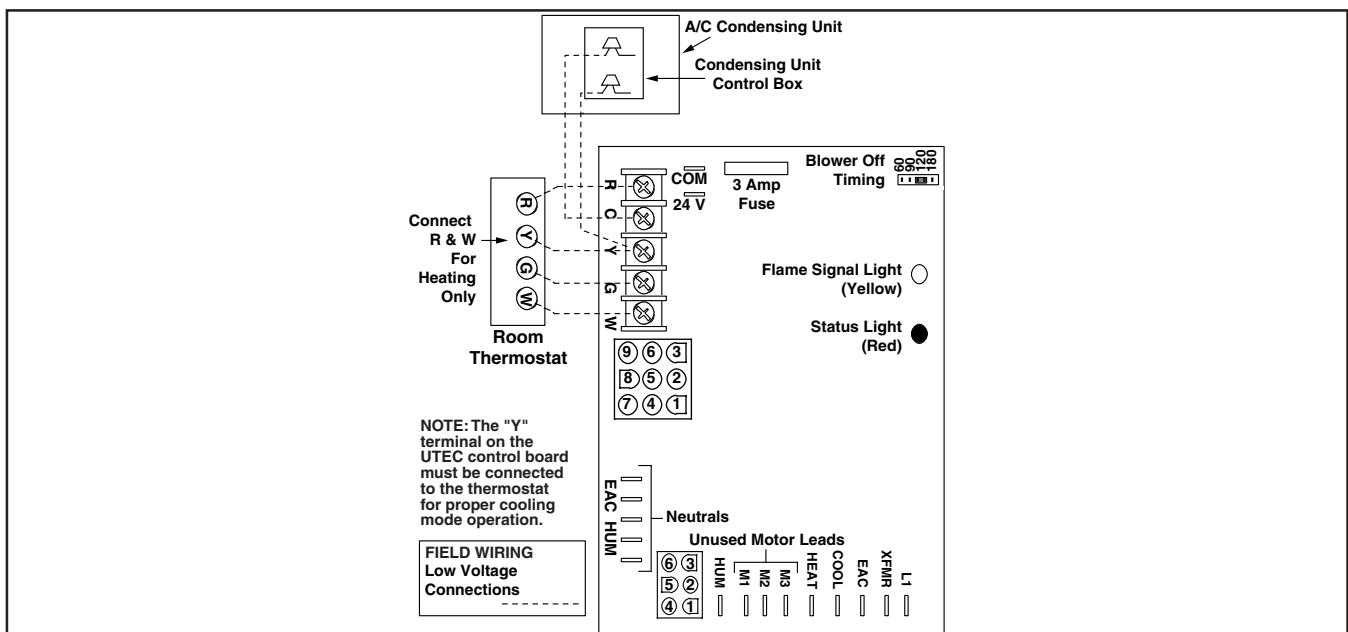 A/C Condensing Unit
Condensing Unit
Control Box
Blower Off
Timing
60
90
120
180
R
C
Y
G
W
COM
24 V
3 Amp
Fuse
Connect
R & W
For
Heating
Only
R
Y
G
W
Room
Thermostat
Flame Signal Light
(Yellow)
Status Light
(Red)
9 6 3
8 5 2
7 4 1
NOTE: The "Y"
terminal on the
UTEC control board
must be connected
to the thermostat
for proper cooling
mode operation.
EAC HUM
Neutrals
Unused Motor Leads
FIELD WIRING
Low Voltage
Connections
6 3
5 2
4 1
HUM
M1
M2
M3
HEAT
COOL
EAC
XFMR
L1